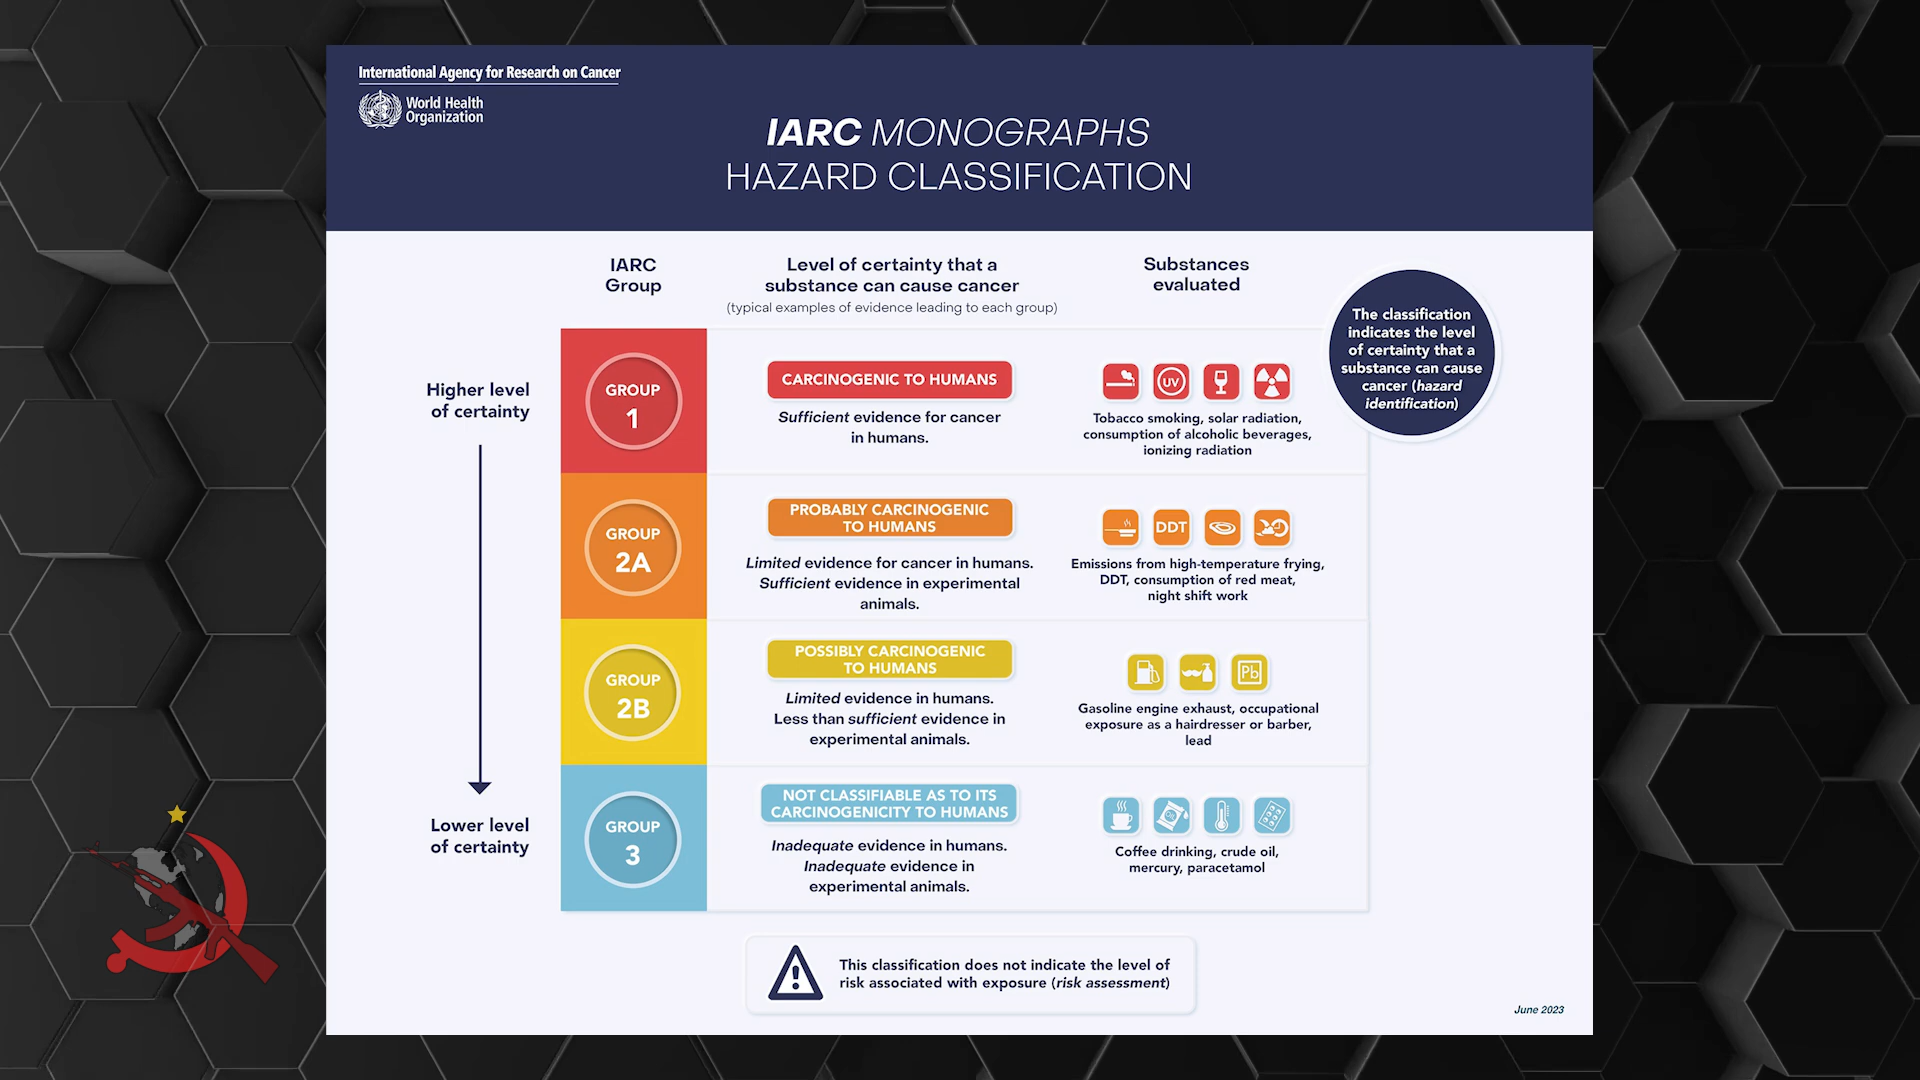 International Agency for Research on Cancer
World Health
Organization
IARC MONOGRAPHS
HAZARD CLASSIFICATION
IARC
Group
Level of certainty that a
substance can cause cancer
(typical examples of evidence leading to each group)
Substances
evaluated
The classification
indicates the level
of certainty that a
substance can cause
cancer (hazard
identification)
Higher level
of certainty
GROUP
1
CARCINOGENIC TO HUMANS
Sufficient evidence for cancer
in humans.
UV
Tobacco smoking, solar radiation,
consumption of alcoholic beverages,
ionizing radiation
GROUP
2A
PROBABLY CARCINOGENIC
TO HUMANS
Limited evidence for cancer in humans.
Sufficient evidence in experimental
animals.
DDT
Emissions from high-temperature frying,
DDT, consumption of red meat,
night shift work
GROUP
2B
POSSIBLY CARCINOGENIC
TO HUMANS
Limited evidence in humans.
Less than sufficient evidence in
experimental animals.
Pb
Gasoline engine exhaust, occupational
exposure as a hairdresser or barber,
lead
Lower level
of certainty
GROUP
3
NOT CLASSIFIABLE AS TO ITS
CARCINOGENICITY TO HUMANS
Inadequate evidence in humans.
Inadequate evidence in
experimental animals.
OIL
Coffee drinking, crude oil,
mercury, paracetamol
This classification does not indicate the level of
risk associated with exposure (risk assessment)
June 2023